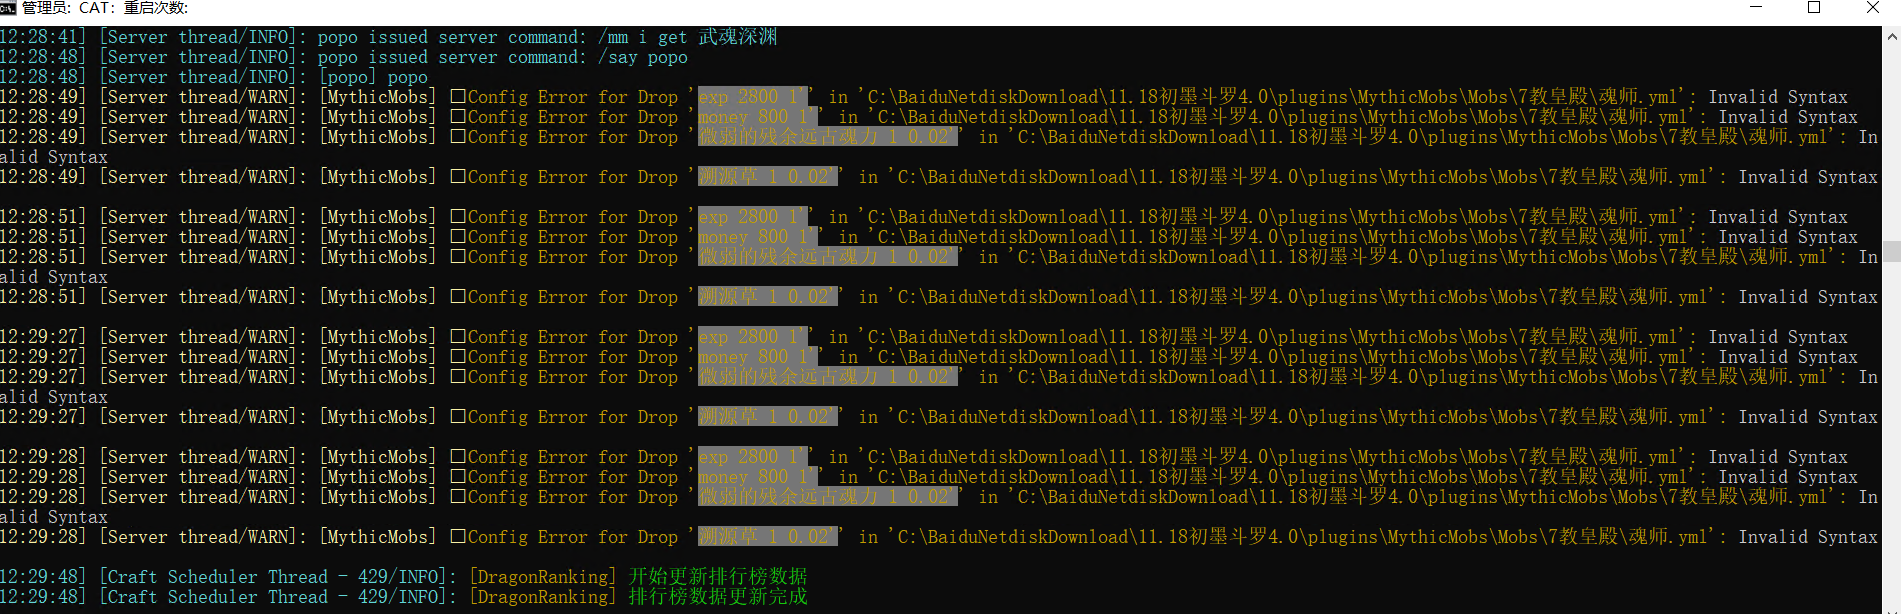 管理员: CAT: 重启次数:
12:28:41] [Server thread/INFO]: popo issued server command: /mm i get 武魂深渊
12:28:48] [Server thread/INFO]: popo issued server command: /say popo
12:28:48] [Server thread/INFO]: [popo] popo
12:28:49] [Server thread/WARN]: [MythicMobs] □Config Error for Drop 'exp 2800 1'' in 'C:\BaiduNetdiskDownload\11.18初墨斗罗4.0\plugins\MythicMobs\Mobs\7教皇殿\魂师.yml': Invalid Syntax
12:28:49] [Server thread/WARN]: [MythicMobs] □Config Error for Drop 'money 800 1'' in 'C:\BaiduNetdiskDownload\11.18初墨斗罗4.0\plugins\MythicMobs\Mobs\7教皇殿\魂师.yml': Invalid Syntax
12:28:49] [Server thread/WARN]: [MythicMobs] □Config Error for Drop '微弱的残余远古魂力 1 0.02'' in 'C:\BaiduNetdiskDownload\11.18初墨斗罗4.0\plugins\MythicMobs\Mobs\7教皇殿\魂师.yml': In
alid Syntax
12:28:49] [Server thread/WARN]: [MythicMobs] □Config Error for Drop '溯源草 1 0.02'' in 'C:\BaiduNetdiskDownload\11.18初墨斗罗4.0\plugins\MythicMobs\Mobs\7教皇殿\魂师.yml': Invalid Syntax
12:28:51] [Server thread/WARN]: [MythicMobs] □Config Error for Drop 'exp 2800 1'' in 'C:\BaiduNetdiskDownload\11.18初墨斗罗4.0\plugins\MythicMobs\Mobs\7教皇殿\魂师.yml': Invalid Syntax
12:28:51] [Server thread/WARN]: [MythicMobs] □Config Error for Drop 'money 800 1'' in 'C:\BaiduNetdiskDownload\11.18初墨斗罗4.0\plugins\MythicMobs\Mobs\7教皇殿\魂师.yml': Invalid Syntax
12:28:51] [Server thread/WARN]: [MythicMobs] □Config Error for Drop '微弱的残余远古魂力 1 0.02'' in 'C:\BaiduNetdiskDownload\11.18初墨斗罗4.0\plugins\MythicMobs\Mobs\7教皇殿\魂师.yml': In
alid Syntax
12:28:51] [Server thread/WARN]: [MythicMobs] □Config Error for Drop '溯源草 1 0.02'' in 'C:\BaiduNetdiskDownload\11.18初墨斗罗4.0\plugins\MythicMobs\Mobs\7教皇殿\魂师.yml': Invalid Syntax
12:29:27] [Server thread/WARN]: [MythicMobs] □Config Error for Drop 'exp 2800 1'' in 'C:\BaiduNetdiskDownload\11.18初墨斗罗4.0\plugins\MythicMobs\Mobs\7教皇殿\魂师.yml': Invalid Syntax
12:29:27] [Server thread/WARN]: [MythicMobs] □Config Error for Drop 'money 800 1'' in 'C:\BaiduNetdiskDownload\11.18初墨斗罗4.0\plugins\MythicMobs\Mobs\7教皇殿\魂师.yml': Invalid Syntax
12:29:27] [Server thread/WARN]: [MythicMobs] □Config Error for Drop '微弱的残余远古魂力 1 0.02'' in 'C:\BaiduNetdiskDownload\11.18初墨斗罗4.0\plugins\MythicMobs\Mobs\7教皇殿\魂师.yml': In
alid Syntax
12:29:27] [Server thread/WARN]: [MythicMobs] □Config Error for Drop '溯源草 1 0.02'' in 'C:\BaiduNetdiskDownload\11.18初墨斗罗4.0\plugins\MythicMobs\Mobs\7教皇殿\魂师.yml': Invalid Syntax
12:29:28] [Server thread/WARN]: [MythicMobs] □Config Error for Drop 'exp 2800 1'' in 'C:\BaiduNetdiskDownload\11.18初墨斗罗4.0\plugins\MythicMobs\Mobs\7教皇殿\魂师.yml': Invalid Syntax
12:29:28] [Server thread/WARN]: [MythicMobs] □Config Error for Drop 'money 800 1'' in 'C:\BaiduNetdiskDownload\11.18初墨斗罗4.0\plugins\MythicMobs\Mobs\7教皇殿\魂师.yml': Invalid Syntax
12:29:28] [Server thread/WARN]: [MythicMobs] □Config Error for Drop '微弱的残余远古魂力 1 0.02'' in 'C:\BaiduNetdiskDownload\11.18初墨斗罗4.0\plugins\MythicMobs\Mobs\7教皇殿\魂师.yml': In
alid Syntax
12:29:28] [Server thread/WARN]: [MythicMobs] □Config Error for Drop '溯源草 1 0.02'' in 'C:\BaiduNetdiskDownload\11.18初墨斗罗4.0\plugins\MythicMobs\Mobs\7教皇殿\魂师.yml': Invalid Syntax
12:29:48] [Craft Scheduler Thread - 429/INFO]: [DragonRanking] 开始更新排行榜数据
12:29:48] [Craft Scheduler Thread - 429/INFO]: [DragonRanking] 排行榜数据更新完成